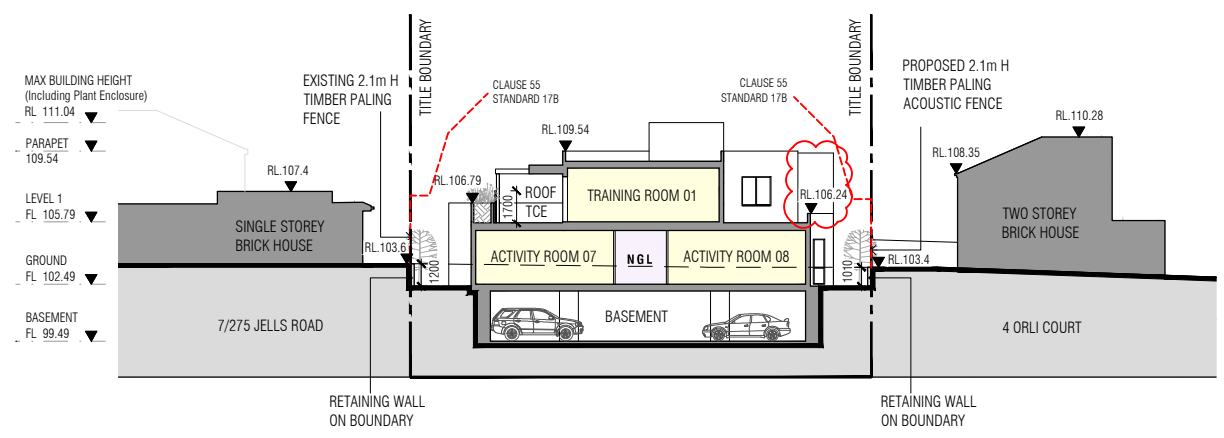 MAX BUILDING HEIGHT
(Including Plant Enclosure)
RL 111.04
PARAPET
109.54
LEVEL 1
FL 105.79
GROUND
FL 102.49
BASEMENT
FL 99.49
EXISTING 2.1m H
TIMBER PALING
FENCE
TITLE BOUNDARY
CLAUSE 55
STANDARD 17B
RL.109.54
CLAUSE 55
STANDARD 17B
TITLE BOUNDARY
PROPOSED 2.1m H
TIMBER PALING
ACOUSTIC FENCE
RL.110.28
RL.108.35
RL.107.4
RL.106.79
ROOF
TCE
1700
TRAINING ROOM 01
RL.106.24
SINGLE STOREY
BRICK HOUSE
TWO STOREY
BRICK HOUSE
RL.103.6
1200
ACTIVITY ROOM 07
NGL
ACTIVITY ROOM 08
1010
RL.103.4
7/275 JELLS ROAD
BASEMENT
4 ORLI COURT
RETAINING WALL
ON BOUNDARY
RETAINING WALL
ON BOUNDARY